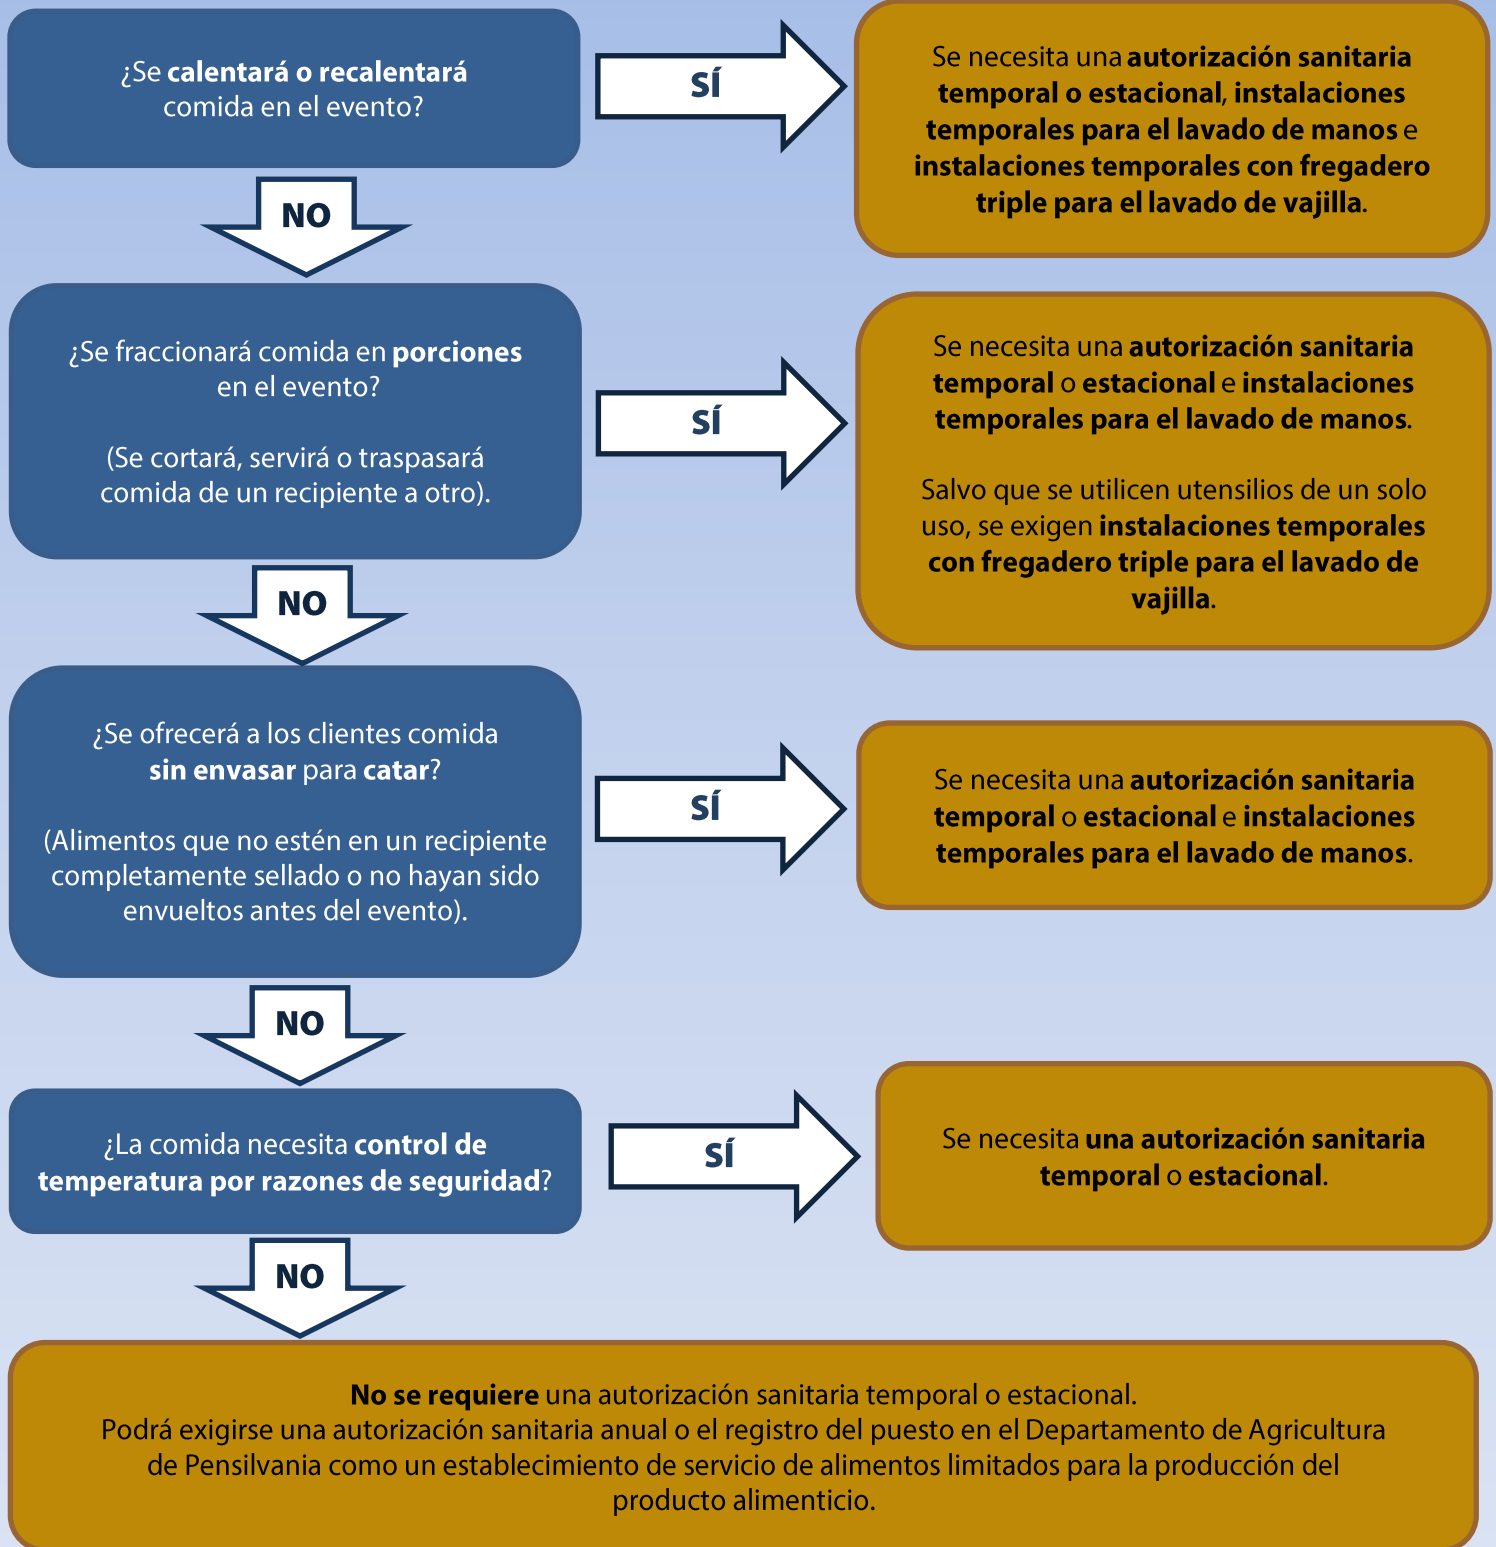 ¿Se calentará o recalentará
comida en el evento?
SÍ
Se necesita una autorización sanitaria
temporal o estacional, instalaciones
temporales para el lavado de manos e
instalaciones temporales con fregadero
triple para el lavado de vajilla.
NO
¿Se fraccionará comida en porciones
en el evento?
(Se cortará, servirá o traspasará
comida de un recipiente a otro).
SÍ
Se necesita una autorización sanitaria
temporal o estacional e instalaciones
temporales para el lavado de manos.
Salvo que se utilicen utensilios de un solo
uso, se exigen instalaciones temporales
con fregadero triple para el lavado de
vajilla.
NO
¿Se ofrecerá a los clientes comida
sin envasar para catar?
(Alimentos que no estén en un recipiente
completamente sellado o no hayan sido
envueltos antes del evento).
SÍ
Se necesita una autorización sanitaria
temporal o estacional e instalaciones
temporales para el lavado de manos.
NO
¿La comida necesita control de
temperatura por razones de seguridad?
SÍ
Se necesita una autorización sanitaria
temporal o estacional.
NO
No se requiere una autorización sanitaria temporal o estacional.
Podrá exigirse una autorización sanitaria anual o el registro del puesto en el Departamento de Agricultura
de Pensilvania como un establecimiento de servicio de alimentos limitados para la producción del
producto alimenticio.